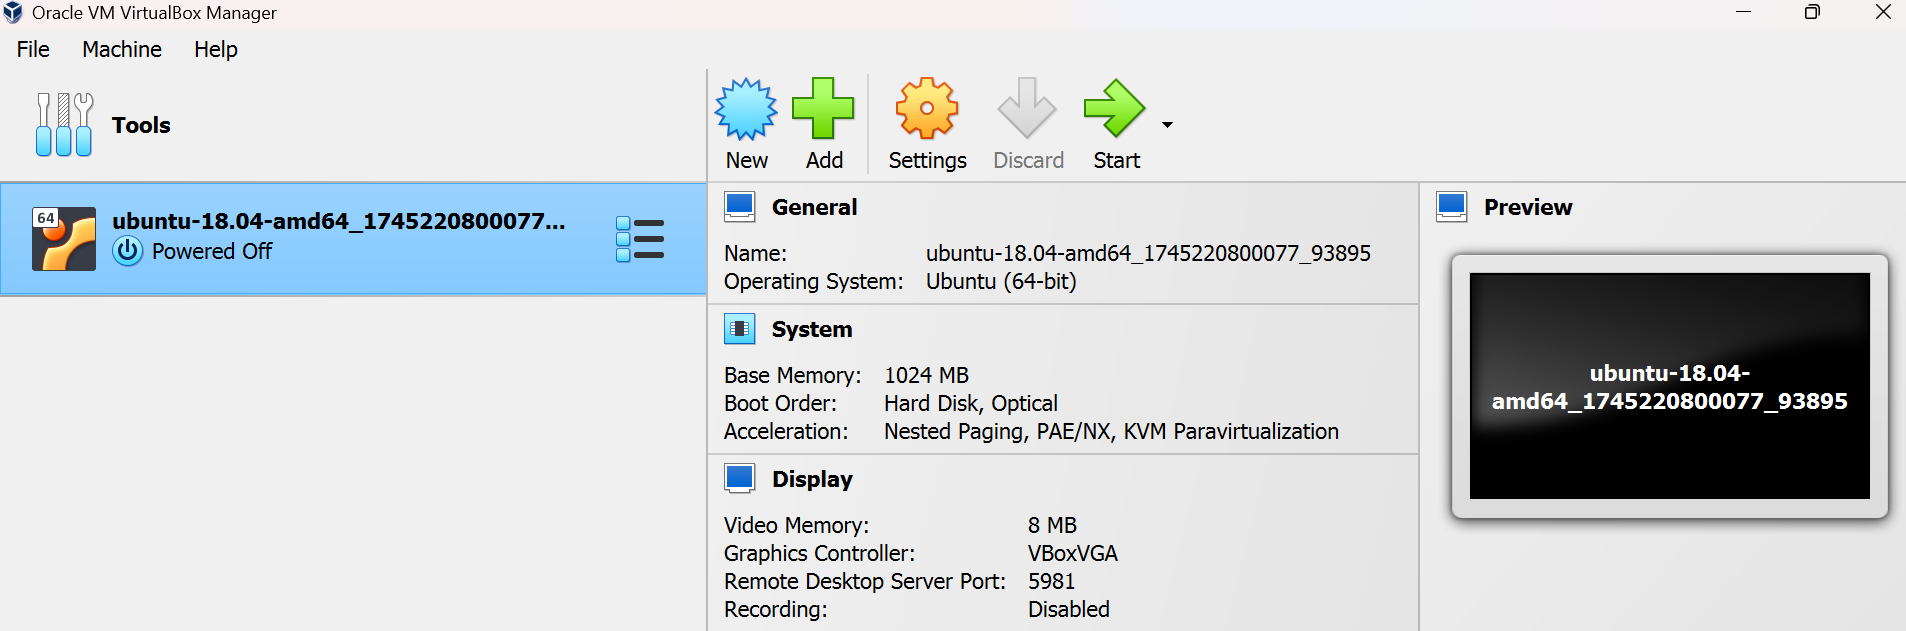 Oracle VM VirtualBox Manager
File Machine Help
Tools
New Add Settings Discard Start
64
ubuntu-18.04-amd64_1745220800077...
Powered Off
General
Name: ubuntu-18.04-amd64_1745220800077_93895
Operating System: Ubuntu (64-bit)
System
Base Memory: 1024 MB
Boot Order: Hard Disk, Optical
Acceleration: Nested Paging, PAE/NX, KVM Paravirtualization
Display
Video Memory: 8 MB
Graphics Controller: VBoxVGA
Remote Desktop Server Port: 5981
Recording: Disabled
Preview
ubuntu-18.04-
amd64_1745220800077_93895